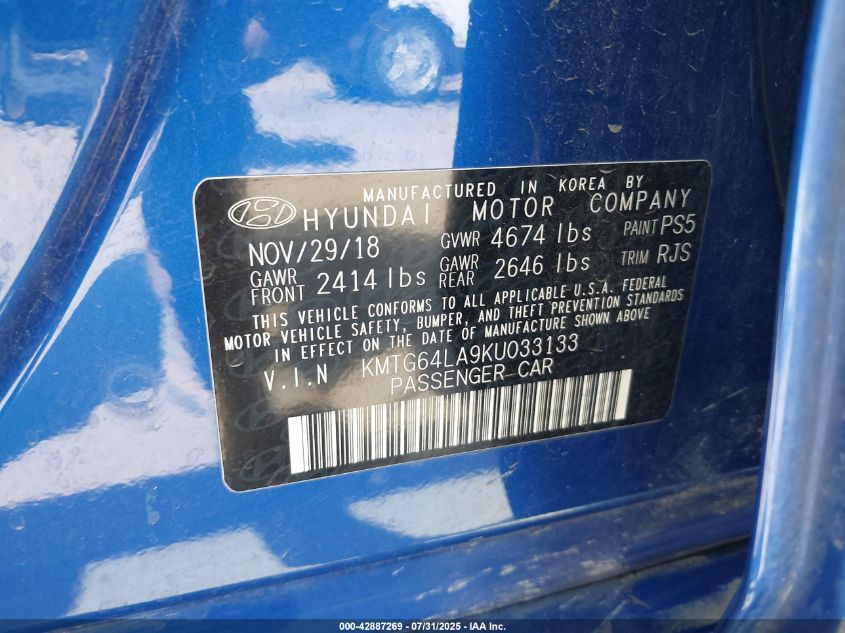 MANUFACTURED IN KOREA BY
HYUNDAI MOTOR COMPANY
NOV/29/18 GVWR 4674 lbs PAINT PS5
GAWR FRONT 2414 lbs GAWR REAR 2646 lbs TRIM RJS
THIS VEHICLE CONFORMS TO ALL APPLICABLE U.S.A. FEDERAL
MOTOR VEHICLE SAFETY, BUMPER, AND THEFT PREVENTION STANDARDS
IN EFFECT ON THE DATE OF MANUFACTURE SHOWN ABOVE
V.I.N KMTG64LA9KU033133
PASSENGER CAR
000-42887269 - 07/31/2025 - IAA Inc.